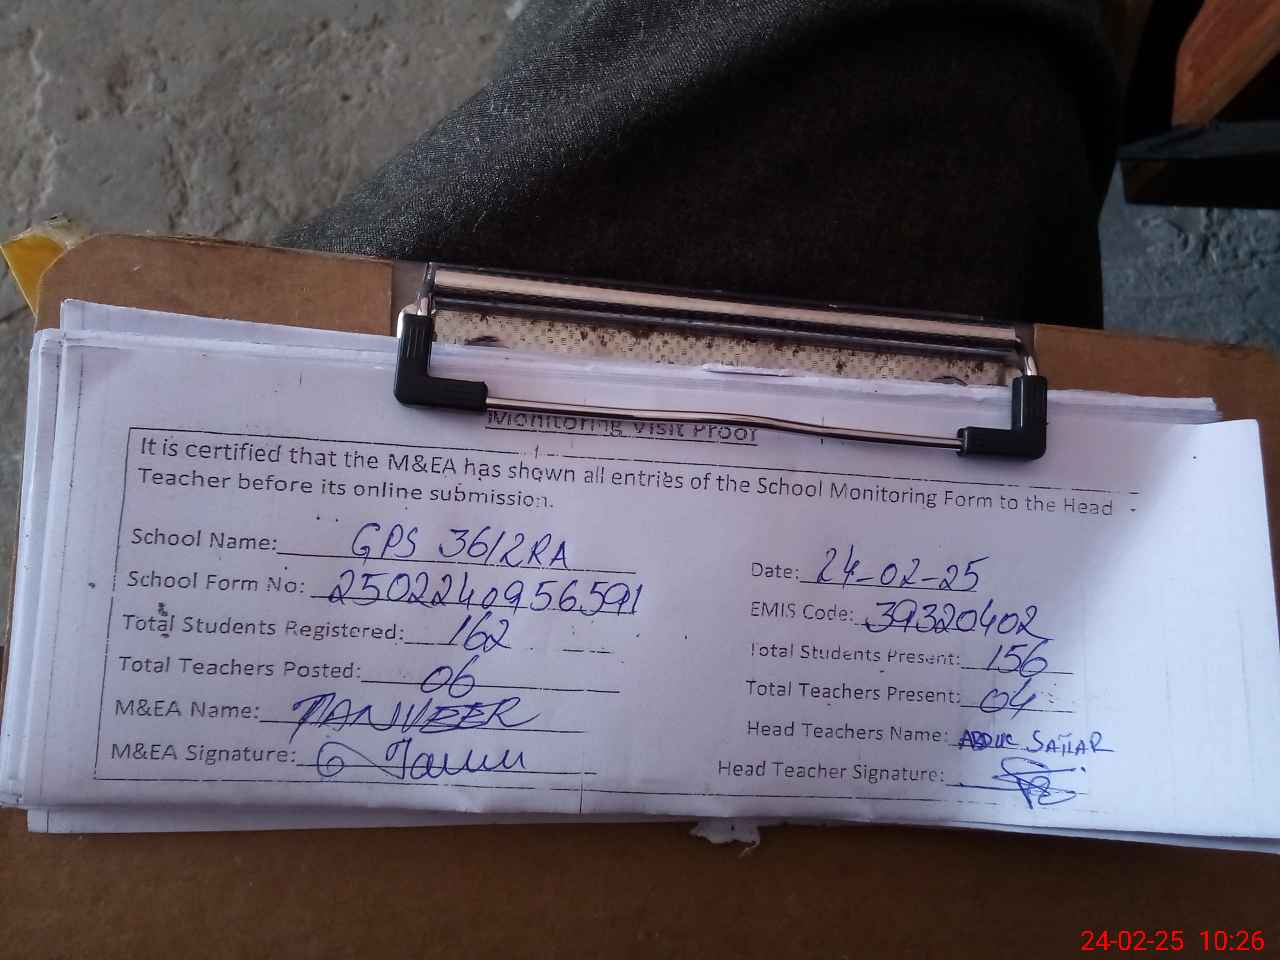 Monitoring Visit Proof
It is certified that the M&EA has shown all entries of the School Monitoring Form to the Head
Teacher before its online submission.
School Name: GPS 36/2RA
Date: 24-02-25
School Form No: 2502240956591
EMIS Code: 39320402
Total Students Registered: 162
Total Students Present: 156
Total Teachers Posted: 06
Total Teachers Present: 04
M&EA Name: TANVEER
Head Teachers Name: ABDUL SATTAR
M&EA Signature:
Head Teacher Signature:
24-02-25 10:26